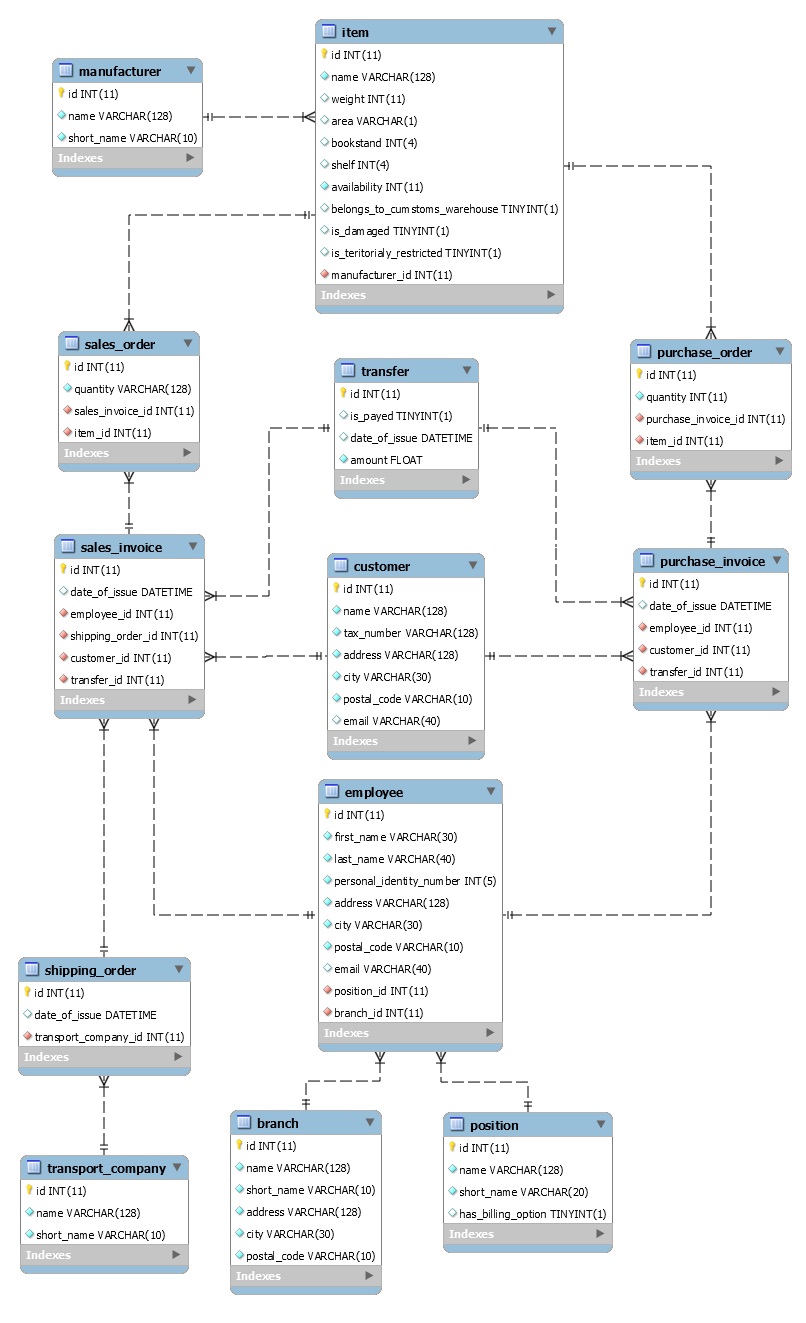 item
id INT(11)
name VARCHAR(128)
weight INT(11)
area VARCHAR(1)
bookstand INT(4)
shelf INT(4)
availability INT(11)
belongs_to_cumstoms_warehouse TINYINT(1)
is_damaged TINYINT(1)
is_teritorialy_restricted TINYINT(1)
manufacturer_id INT(11)
Indexes
manufacturer
id INT(11)
name VARCHAR(128)
short_name VARCHAR(10)
Indexes
sales_order
id INT(11)
quantity VARCHAR(128)
sales_invoice_id INT(11)
item_id INT(11)
Indexes
transfer
id INT(11)
is_payed TINYINT(1)
date_of_issue DATETIME
amount FLOAT
Indexes
purchase_order
id INT(11)
quantity INT(11)
purchase_invoice_id INT(11)
item_id INT(11)
Indexes
sales_invoice
id INT(11)
date_of_issue DATETIME
employee_id INT(11)
shipping_order_id INT(11)
customer_id INT(11)
transfer_id INT(11)
Indexes
customer
id INT(11)
name VARCHAR(128)
tax_number VARCHAR(128)
address VARCHAR(128)
city VARCHAR(30)
postal_code VARCHAR(10)
email VARCHAR(40)
Indexes
purchase_invoice
id INT(11)
date_of_issue DATETIME
employee_id INT(11)
customer_id INT(11)
transfer_id INT(11)
Indexes
employee
id INT(11)
first_name VARCHAR(30)
last_name VARCHAR(40)
personal_identity_number INT(5)
address VARCHAR(128)
city VARCHAR(30)
postal_code VARCHAR(10)
email VARCHAR(40)
position_id INT(11)
branch_id INT(11)
Indexes
shipping_order
id INT(11)
date_of_issue DATETIME
transport_company_id INT(11)
Indexes
transport_company
id INT(11)
name VARCHAR(128)
short_name VARCHAR(10)
Indexes
branch
id INT(11)
name VARCHAR(128)
short_name VARCHAR(10)
address VARCHAR(128)
city VARCHAR(30)
postal_code VARCHAR(10)
Indexes
position
id INT(11)
name VARCHAR(128)
short_name VARCHAR(20)
has_billing_option TINYINT(1)
Indexes